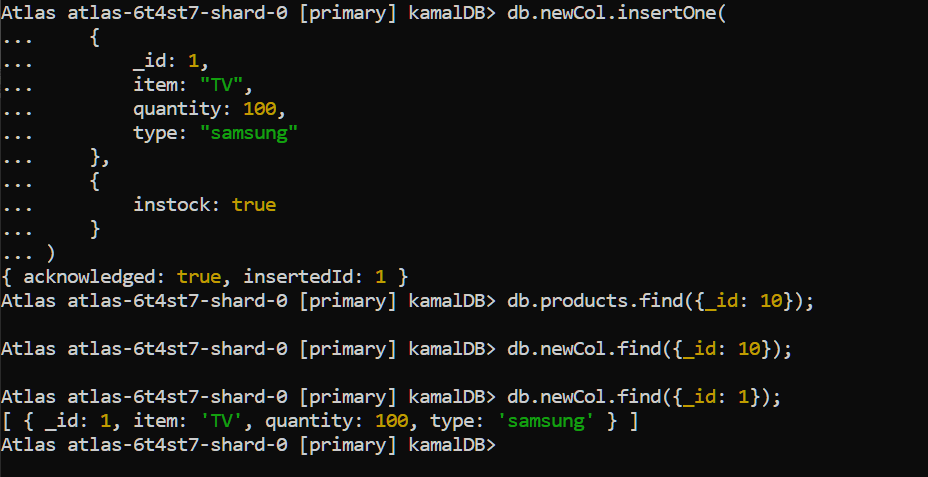 Atlas atlas-6t4st7-shard-0 [primary] kamalDB> db.newCol.insertOne(
...     {
...         _id: 1,
...         item: "TV",
...         quantity: 100,
...         type: "samsung"
...     },
...     {
...         instock: true
...     }
... )
{ acknowledged: true, insertedId: 1 }
Atlas atlas-6t4st7-shard-0 [primary] kamalDB> db.products.find({_id: 10});
Atlas atlas-6t4st7-shard-0 [primary] kamalDB> db.newCol.find({_id: 10});
Atlas atlas-6t4st7-shard-0 [primary] kamalDB> db.newCol.find({_id: 1});
[ { _id: 1, item: 'TV', quantity: 100, type: 'samsung' } ]
Atlas atlas-6t4st7-shard-0 [primary] kamalDB>